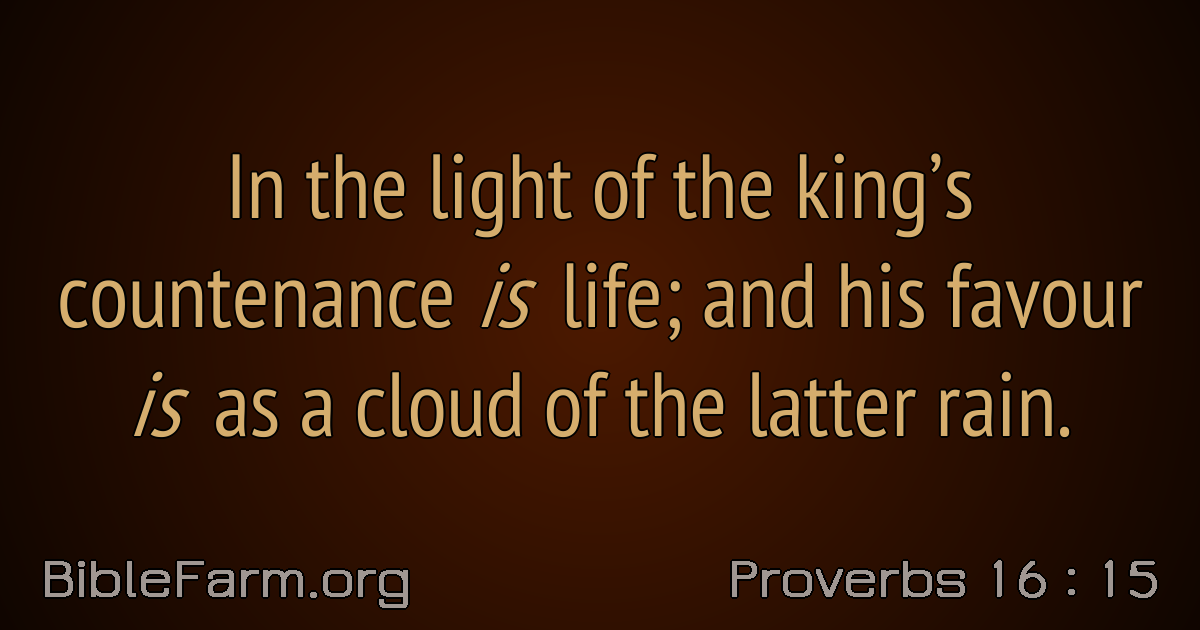 In the light of the king’s
countenance is life; and his favour
is as a cloud of the latter rain.
BibleFarm.org
Proverbs 16 : 15